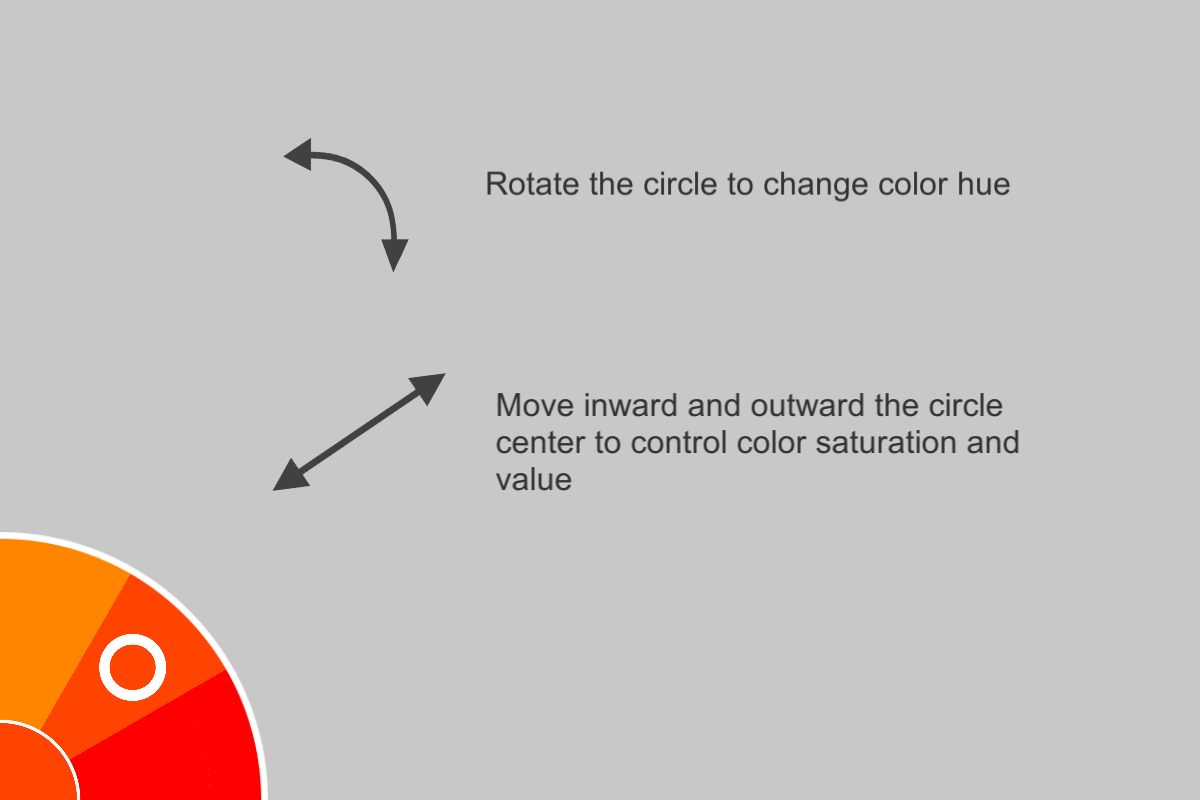 Rotate the circle to change color hue
Move inward and outward the circle
center to control color saturation and
value